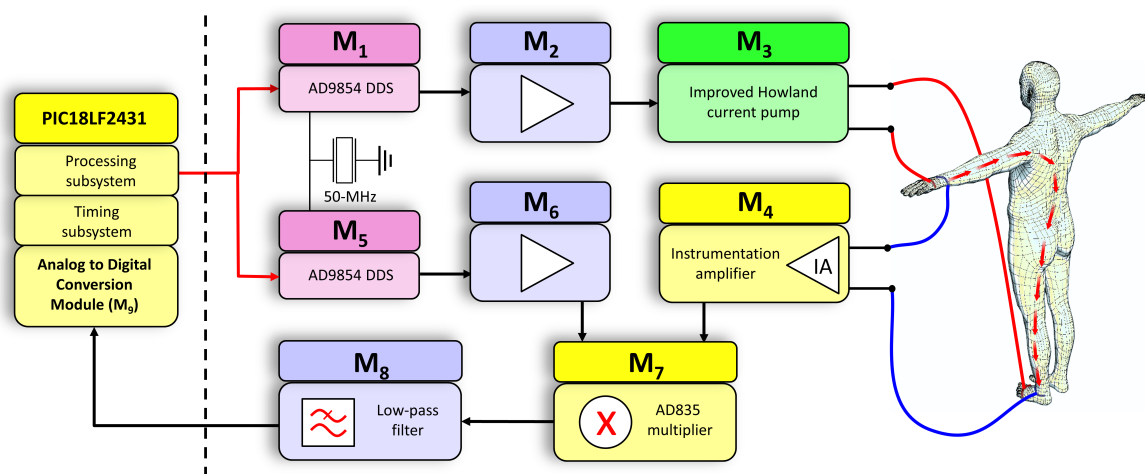 PIC18LF2431
Processing
subsystem
Timing
subsystem
Analog to Digital
Conversion
Module (M₉)
M₁
AD9854 DDS
50-MHz
M₅
AD9854 DDS
M₂
M₆
M₃
Improved Howland
current pump
M₄
Instrumentation
amplifier
IA
M₇
X
AD835
multiplier
M₈
Low-pass
filter